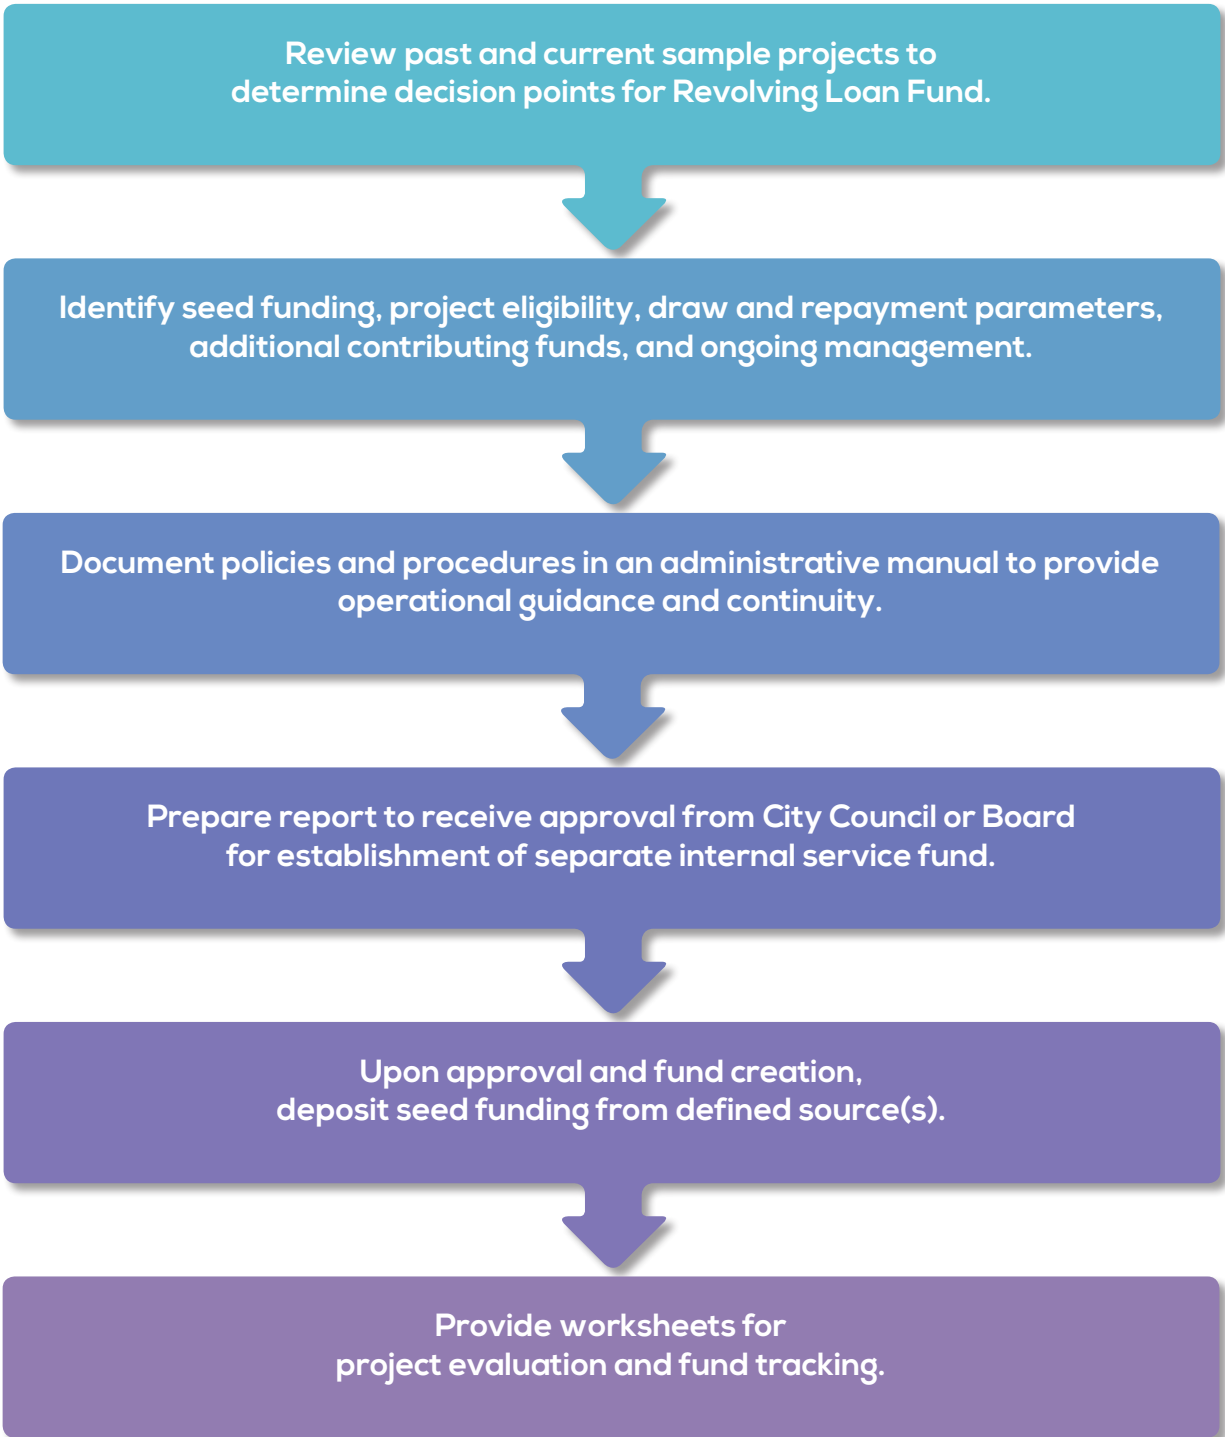 Review past and current sample projects to
determine decision points for Revolving Loan Fund.
Identify seed funding, project eligibility, draw and repayment parameters,
additional contributing funds, and ongoing management.
Document policies and procedures in an administrative manual to provide
operational guidance and continuity.
Prepare report to receive approval from City Council or Board
for establishment of separate internal service fund.
Upon approval and fund creation,
deposit seed funding from defined source(s).
Provide worksheets for
project evaluation and fund tracking.